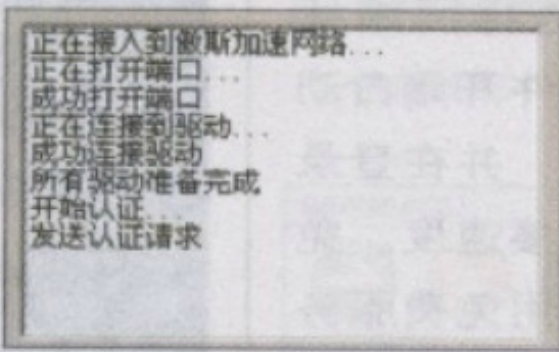 正在接入到傲斯加速网络...
正在打开端口...
成功打开端口
正在连接到驱动...
成功连接驱动
所有驱动准备完成
开始认证...
发送认证请求